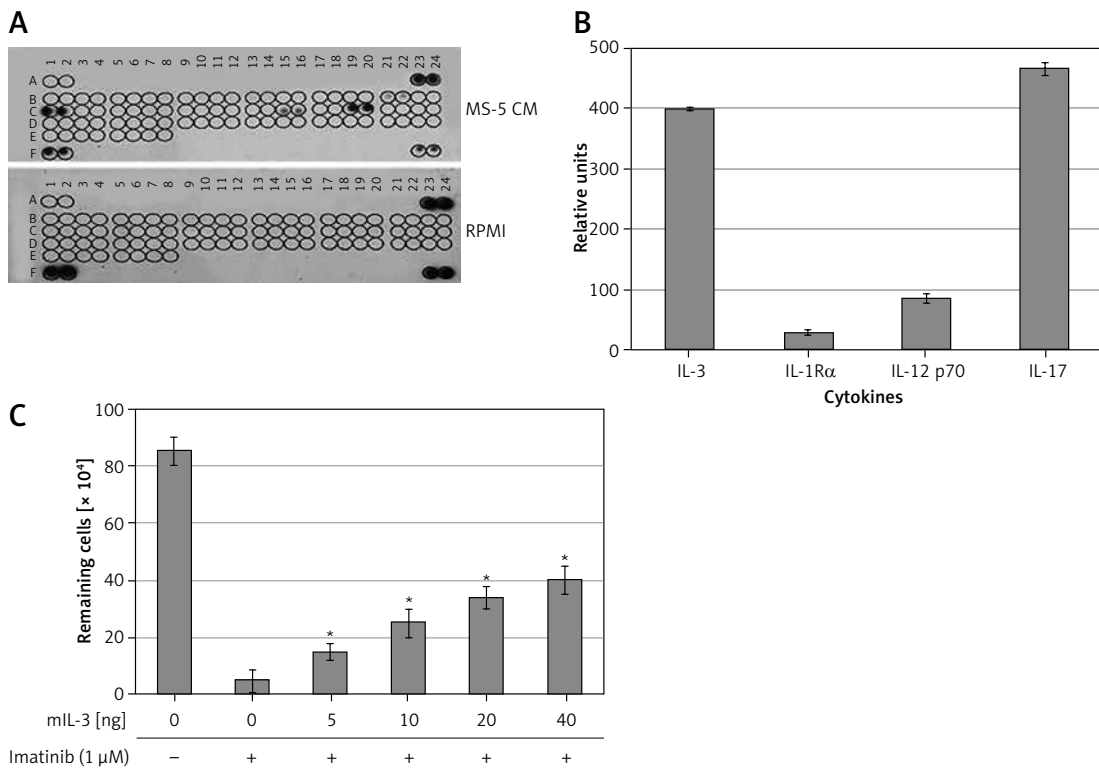 A
1 2 3 4 5 6 7 8 9 10 11 12 13 14 15 16 17 18 19 20 21 22 23 24
A
B
C
D
E
F
MS-5 CM
1 2 3 4 5 6 7 8 9 10 11 12 13 14 15 16 17 18 19 20 21 22 23 24
A
B
C
D
E
F
RPMI
B
Relative units
500
400
300
200
100
0
IL-3 IL-1Rα IL-12 p70 IL-17
Cytokines
C
Remaining cells [× 10⁴]
100
80
60
40
20
0
* * * *
mIL-3 [ng] 0 0 5 10 20 40
Imatinib (1 µM) – + + + + +